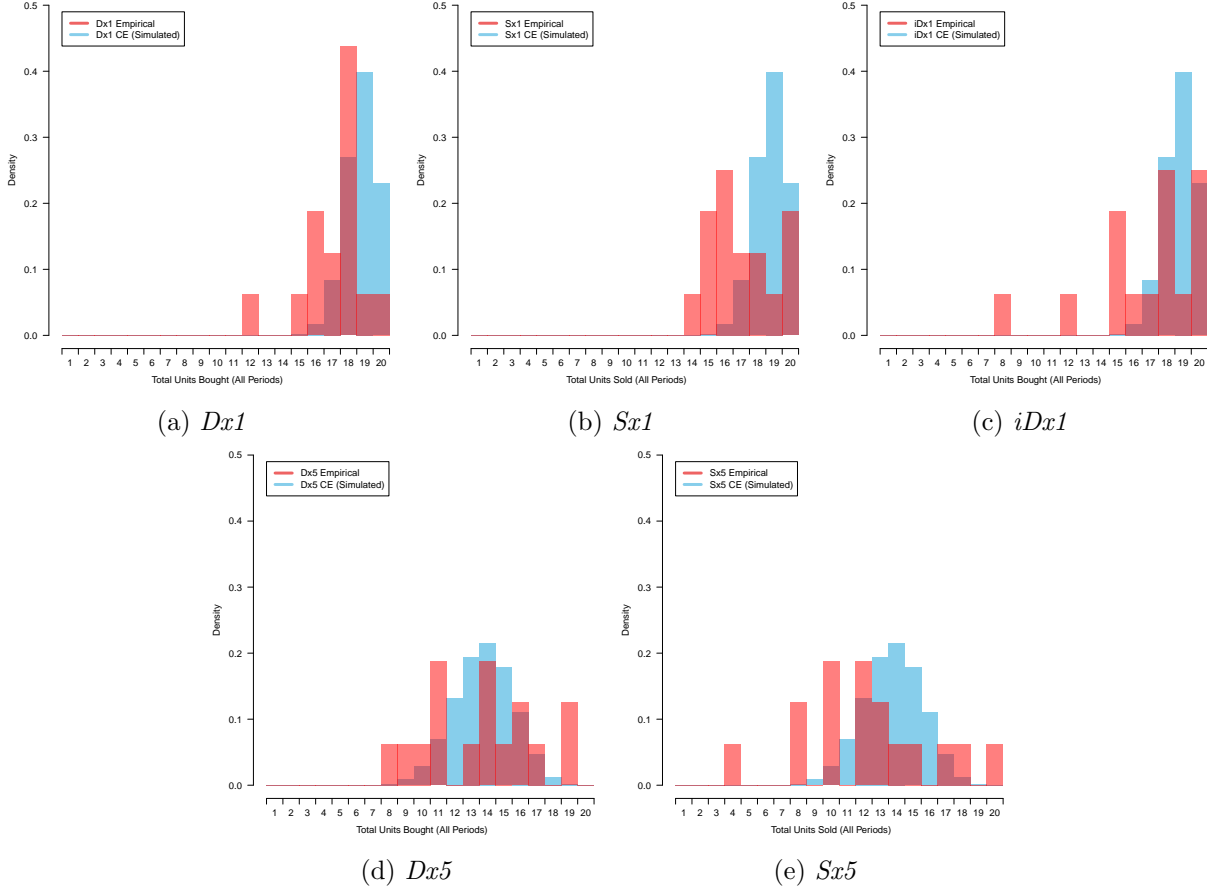 Dx1 Empirical
Dx1 CE (Simulated)
Density
0.5
0.4
0.3
0.2
0.1
0.0
1 2 3 4 5 6 7 8 9 10 11 12 13 14 15 16 17 18 19 20
Total Units Bought (All Periods)
(a) Dx1
Sx1 Empirical
Sx1 CE (Simulated)
Density
0.5
0.4
0.3
0.2
0.1
0.0
1 2 3 4 5 6 7 8 9 10 11 12 13 14 15 16 17 18 19 20
Total Units Sold (All Periods)
(b) Sx1
iDx1 Empirical
iDx1 CE (Simulated)
Density
0.5
0.4
0.3
0.2
0.1
0.0
1 2 3 4 5 6 7 8 9 10 11 12 13 14 15 16 17 18 19 20
Total Units Bought (All Periods)
(c) iDx1
Dx5 Empirical
Dx5 CE (Simulated)
Density
0.5
0.4
0.3
0.2
0.1
0.0
1 2 3 4 5 6 7 8 9 10 11 12 13 14 15 16 17 18 19 20
Total Units Bought (All Periods)
(d) Dx5
Sx5 Empirical
Sx5 CE (Simulated)
Density
0.5
0.4
0.3
0.2
0.1
0.0
1 2 3 4 5 6 7 8 9 10 11 12 13 14 15 16 17 18 19 20
Total Units Sold (All Periods)
(e) Sx5